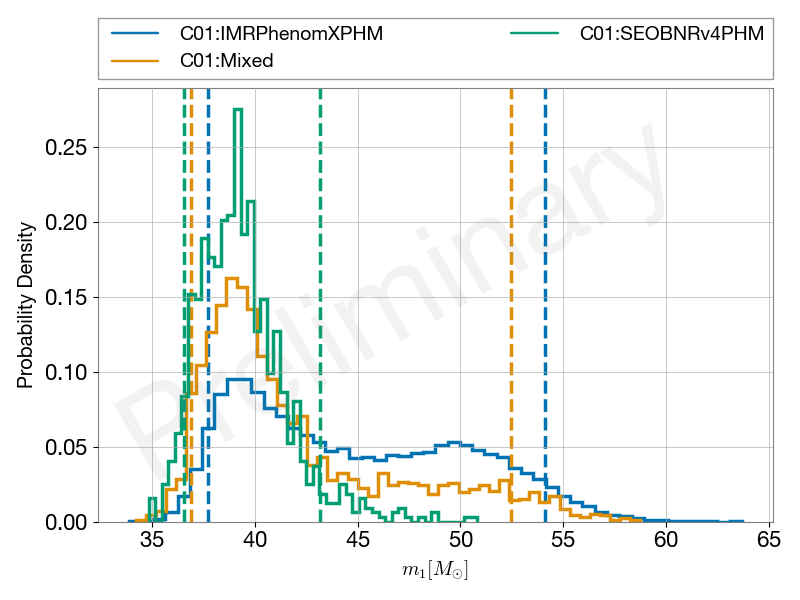 C01:IMRPhenomXPHM C01:SEOBNRv4PHM
C01:Mixed
Preliminary
Probability Density
0.25
0.20
0.15
0.10
0.05
0.00
35 40 45 50 55 60 65
m₁[M⊙]